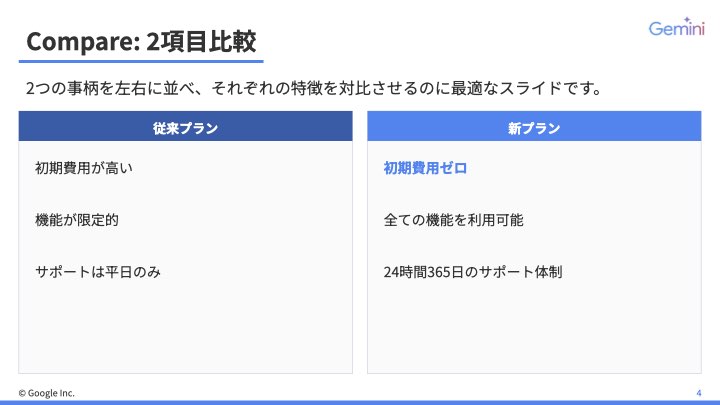 Compare: 2項目比較
Gemini
2つの事柄を左右に並べ、それぞれの特徴を対比させるのに最適なスライドです。
従来プラン
初期費用が高い
機能が限定的
サポートは平日のみ
新プラン
初期費用ゼロ
全ての機能を利用可能
24時間365日のサポート体制
© Google Inc.
4